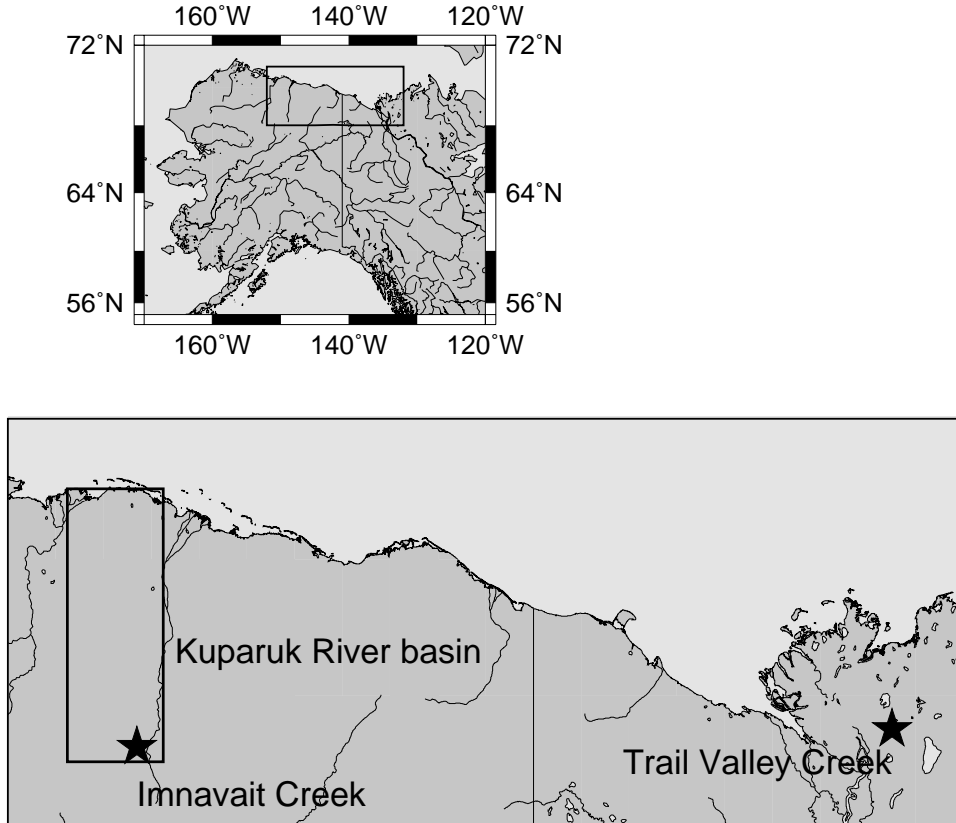 160˚W 140˚W 120˚W
72˚N 72˚N
64˚N 64˚N
56˚N 56˚N
160˚W 140˚W 120˚W
Kuparuk River basin
Trail Valley Creek
Imnavait Creek